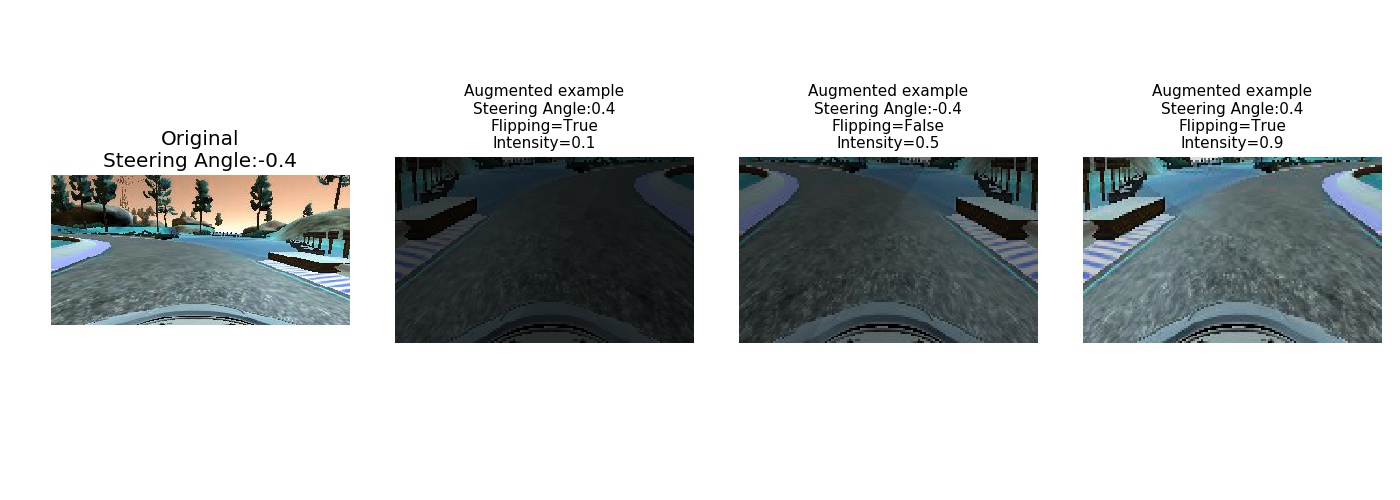 Original
Steering Angle:-0.4
Augmented example
Steering Angle:0.4
Flipping=True
Intensity=0.1
Augmented example
Steering Angle:-0.4
Flipping=False
Intensity=0.5
Augmented example
Steering Angle:0.4
Flipping=True
Intensity=0.9